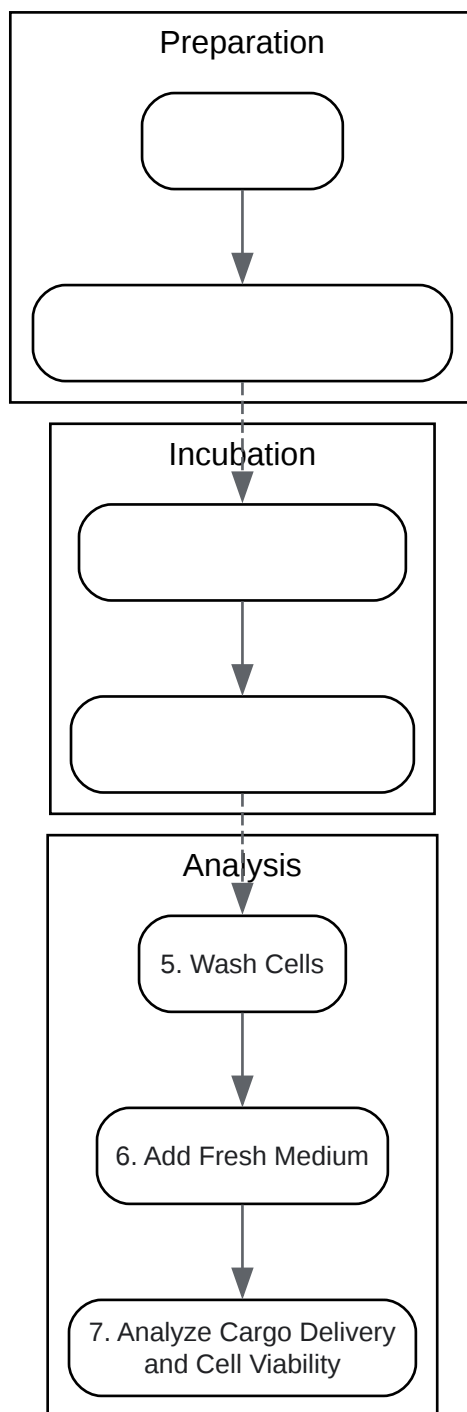 Preparation
Incubation
Analysis
5. Wash Cells
6. Add Fresh Medium
7. Analyze Cargo Delivery
and Cell Viability